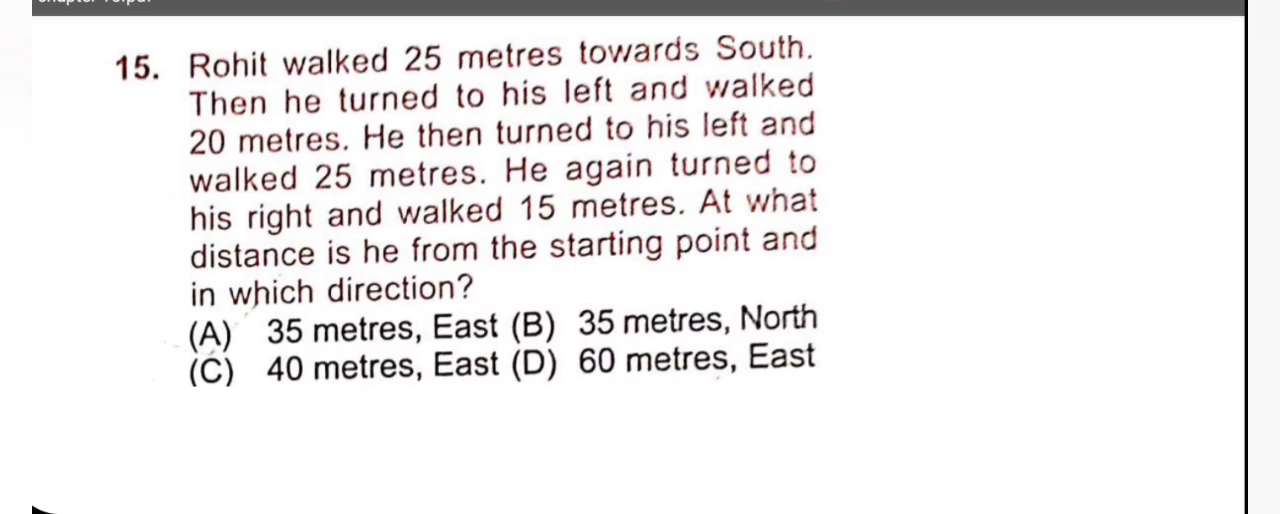 15. Rohit walked 25 metres towards South.
Then he turned to his left and walked
20 metres. He then turned to his left and
walked 25 metres. He again turned to
his right and walked 15 metres. At what
distance is he from the starting point and
in which direction?
(A) 35 metres, East (B) 35 metres, North
(C) 40 metres, East (D) 60 metres, East